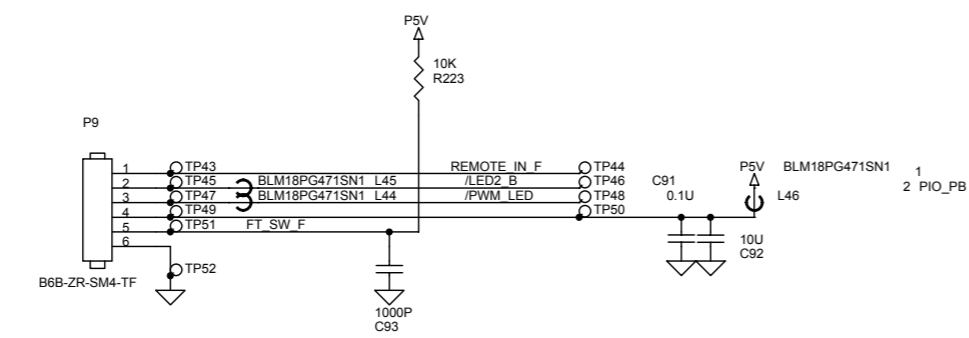 P5V
10K
R223
P9
1 TP43 REMOTE_IN_F TP44
2 TP45 BLM18PG471SN1 L45 /LED2_B TP46
3 TP47 BLM18PG471SN1 L44 /PWM_LED TP48
4 TP49 TP50
5 TP51 FT_SW_F
6
TP52
B6B-ZR-SM4-TF
1000P
C93
C91
0.1U
P5V BLM18PG471SN1
L46
10U
C92
1
2 PIO_PB